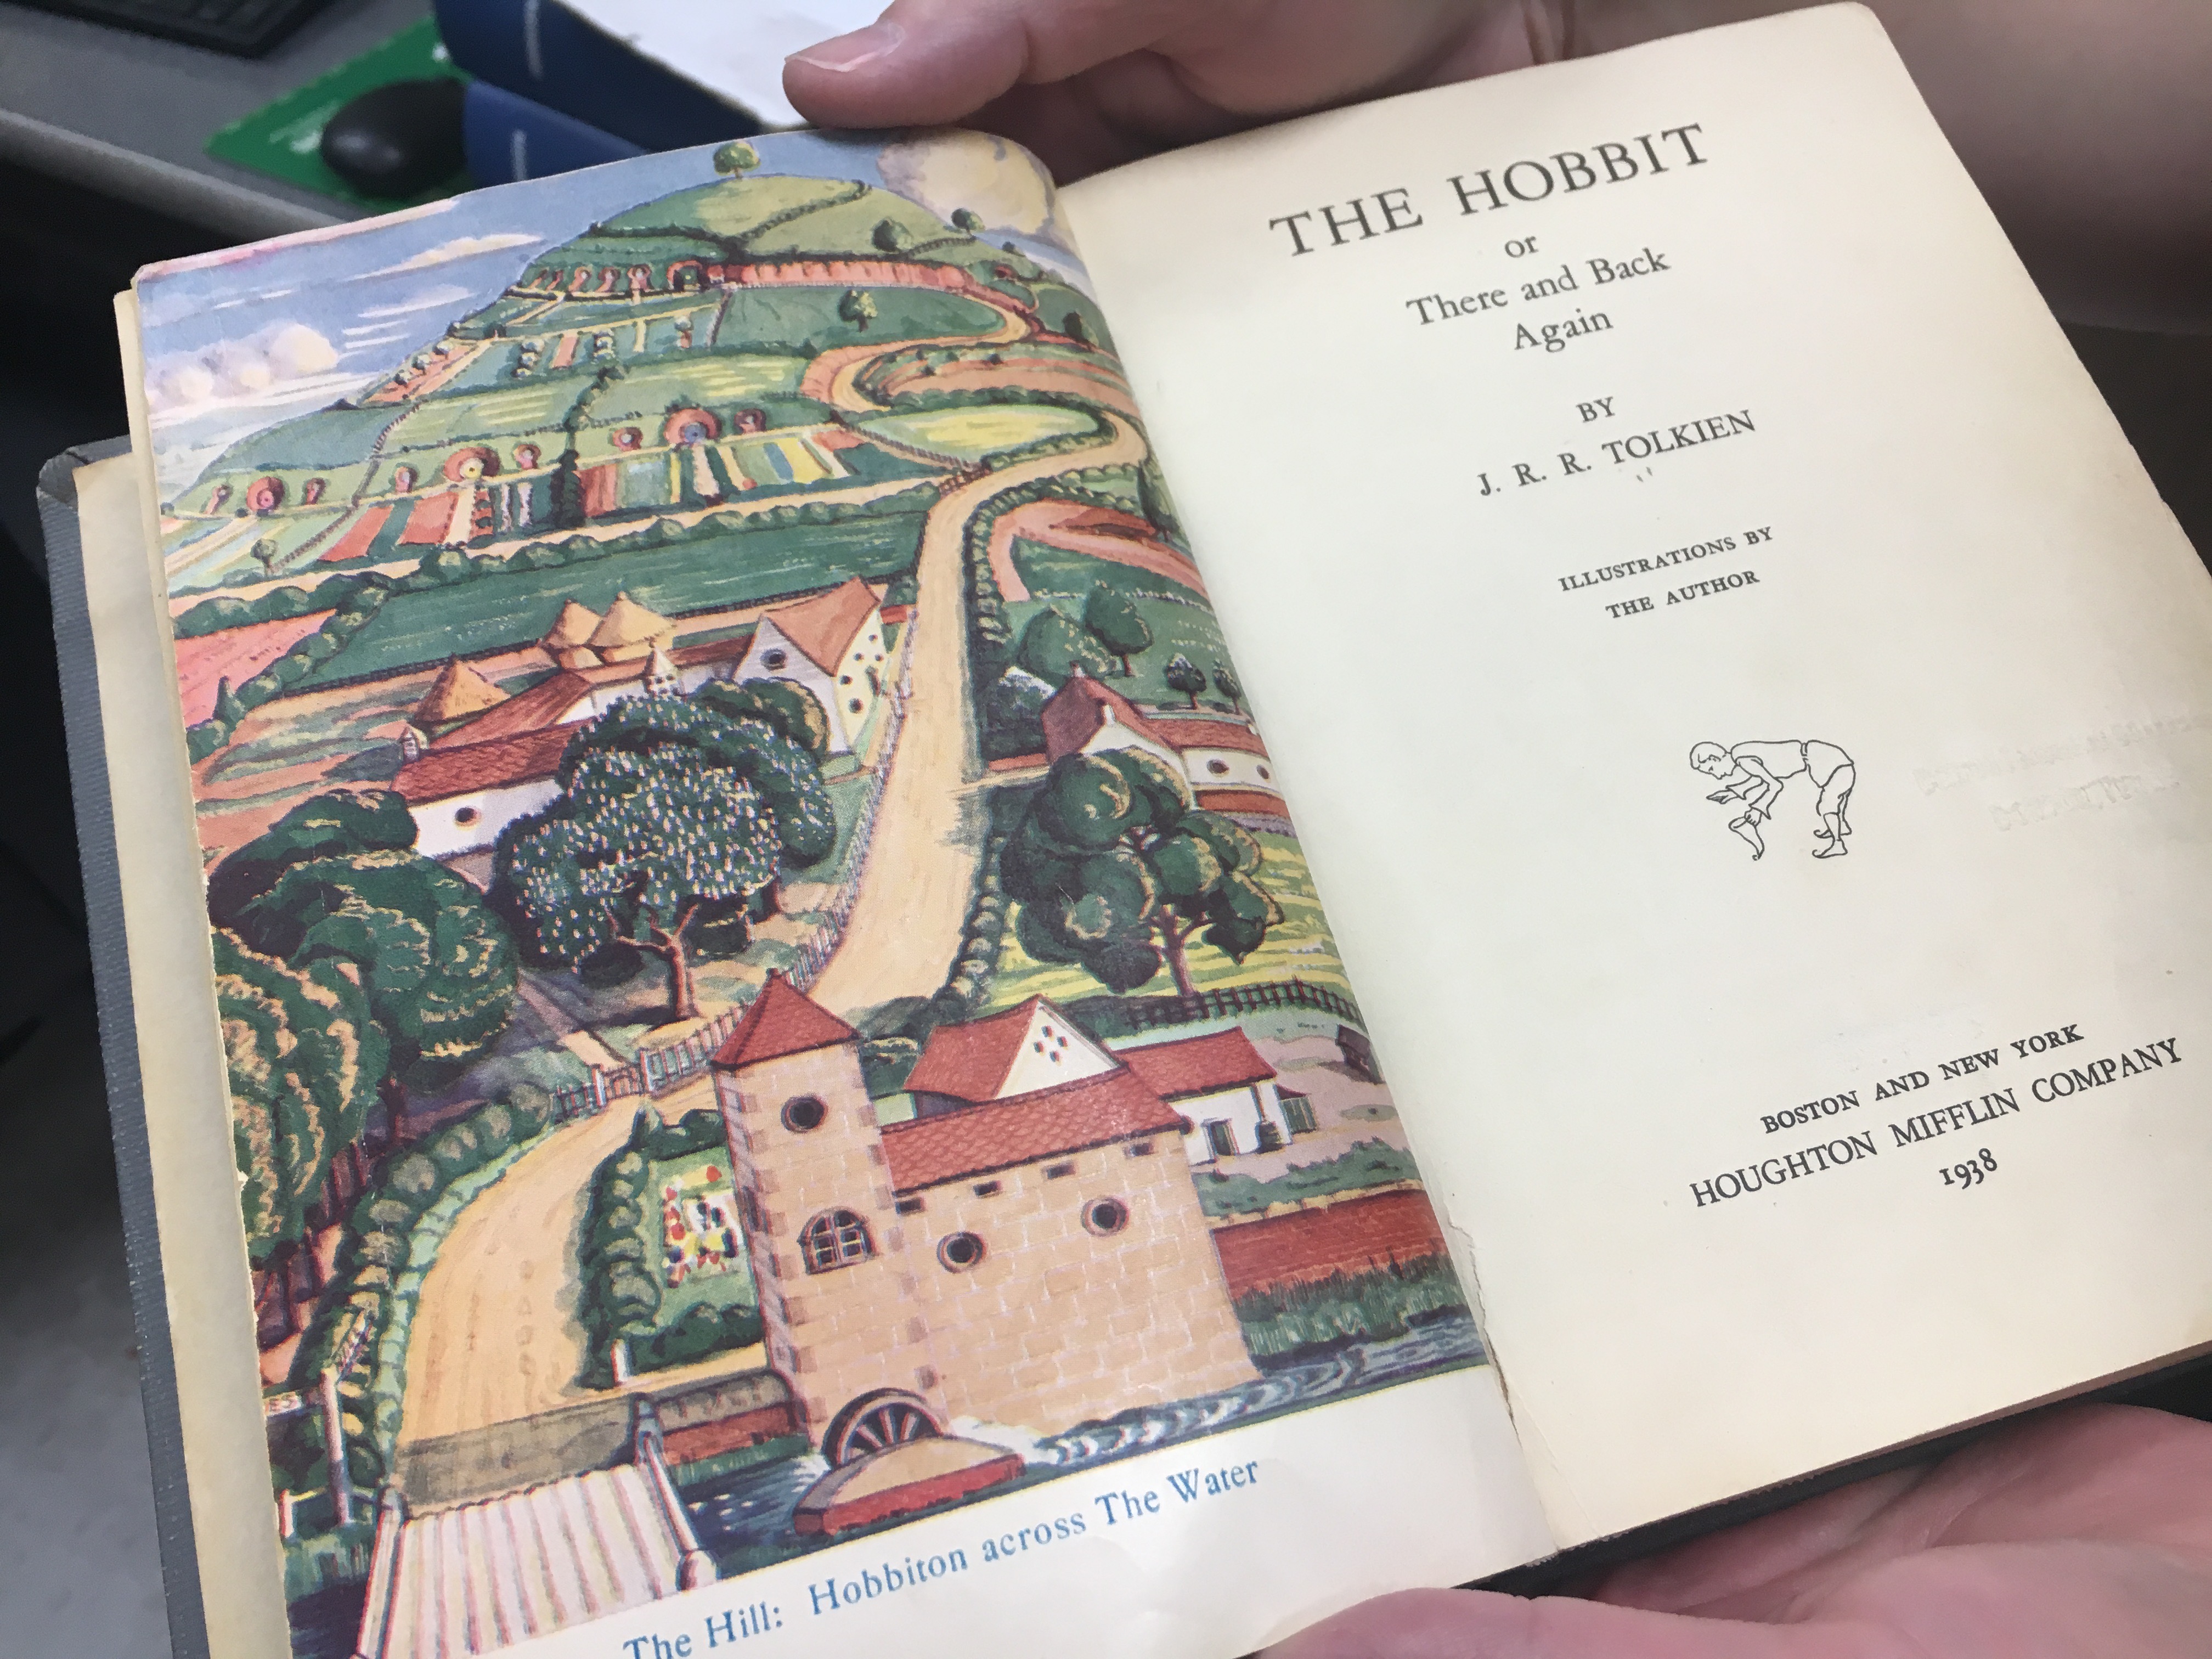 The Hill: Hobbiton across The Water
THE HOBBIT
or
There and Back
Again
BY
J. R. R. TOLKIEN
ILLUSTRATIONS BY
THE AUTHOR
BOSTON AND NEW YORK
HOUGHTON MIFFLIN COMPANY
1938